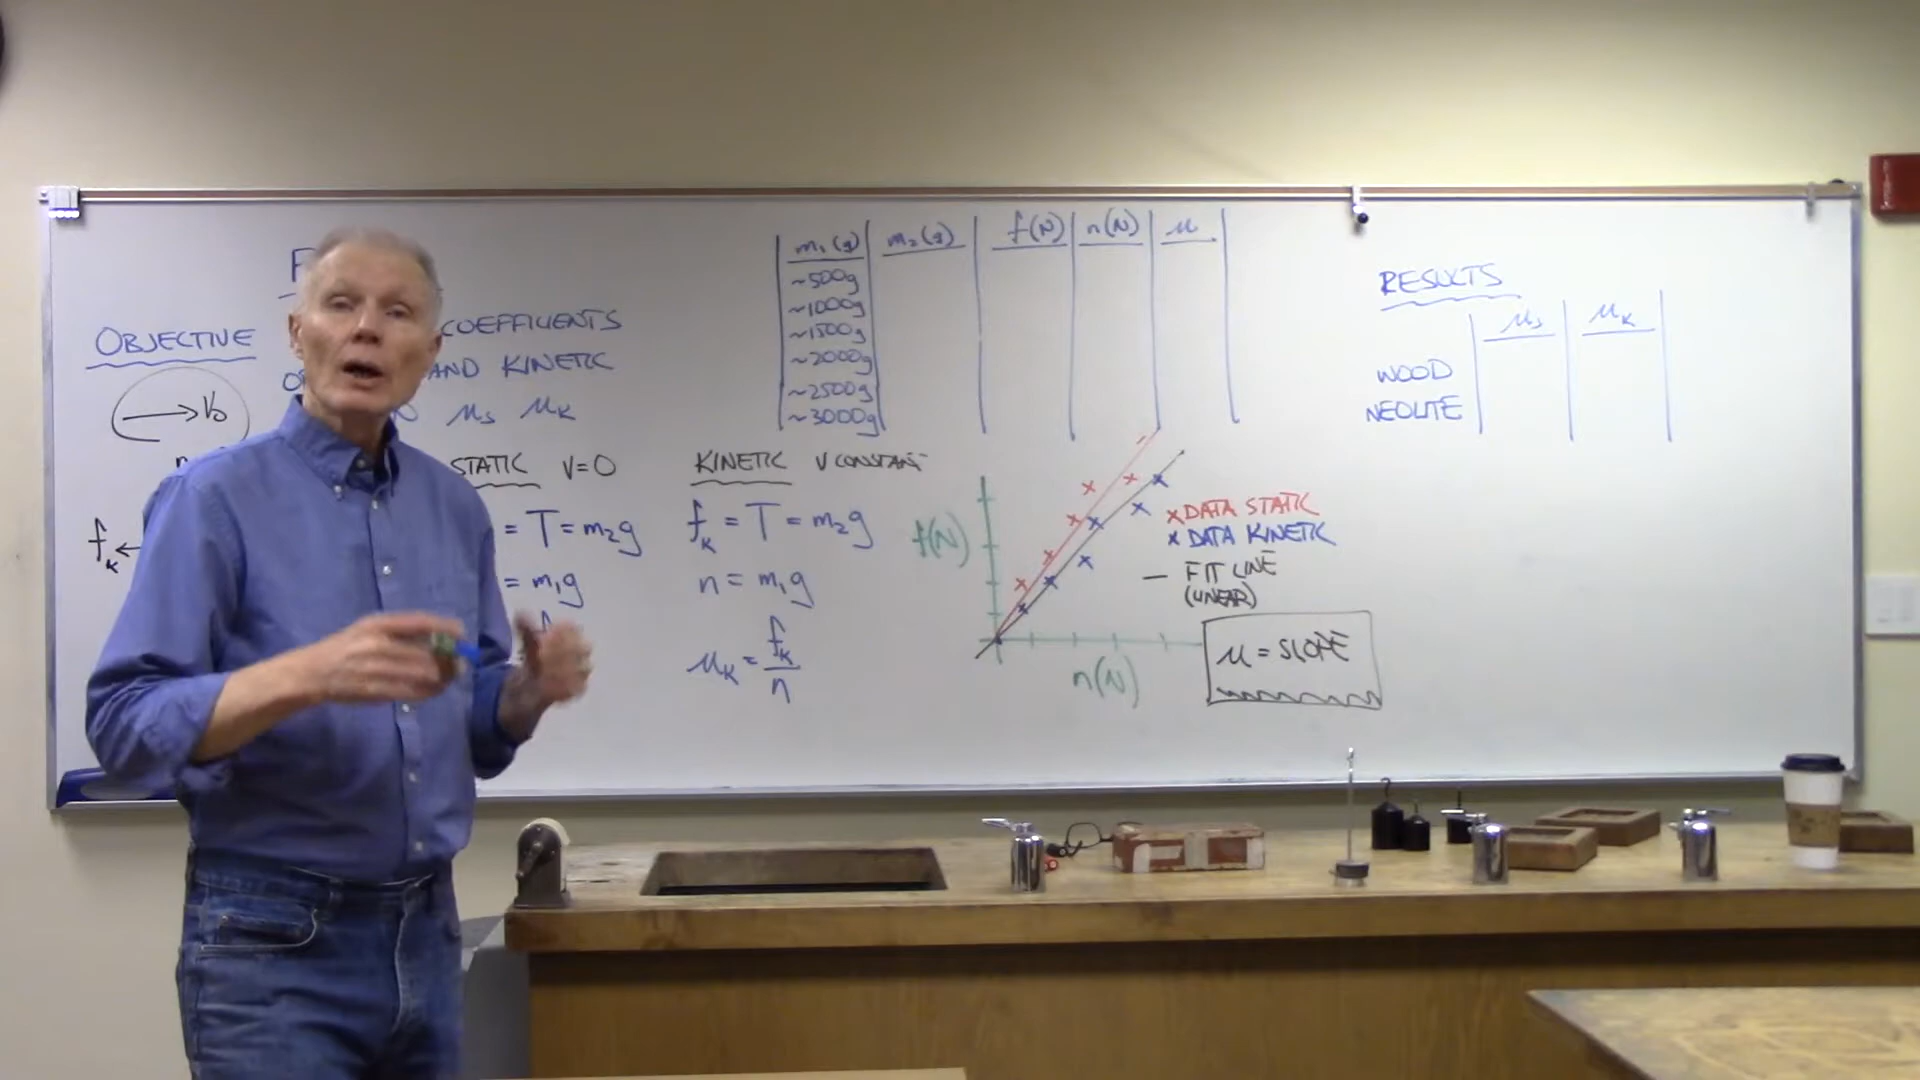 F
OBJECTIVE
COEFFICIENTS
AND KINETIC
μs μk
V₀
fk
STATIC V=0
= T = m₂g
= m₁g
KINETIC V CONSTANT
fk = T = m₂g
n = m₁g
μk = fk/n
m₁(g) m₂(g) f(N) n(N) μ
~500g
~1000g
~1500g
~2000g
~2500g
~3000g
f(N)
n(N)
x DATA STATIC
x DATA KINETIC
— FIT LINE
(LINEAR)
μ = SLOPE
RESULTS
μs μk
WOOD
NEOLITE